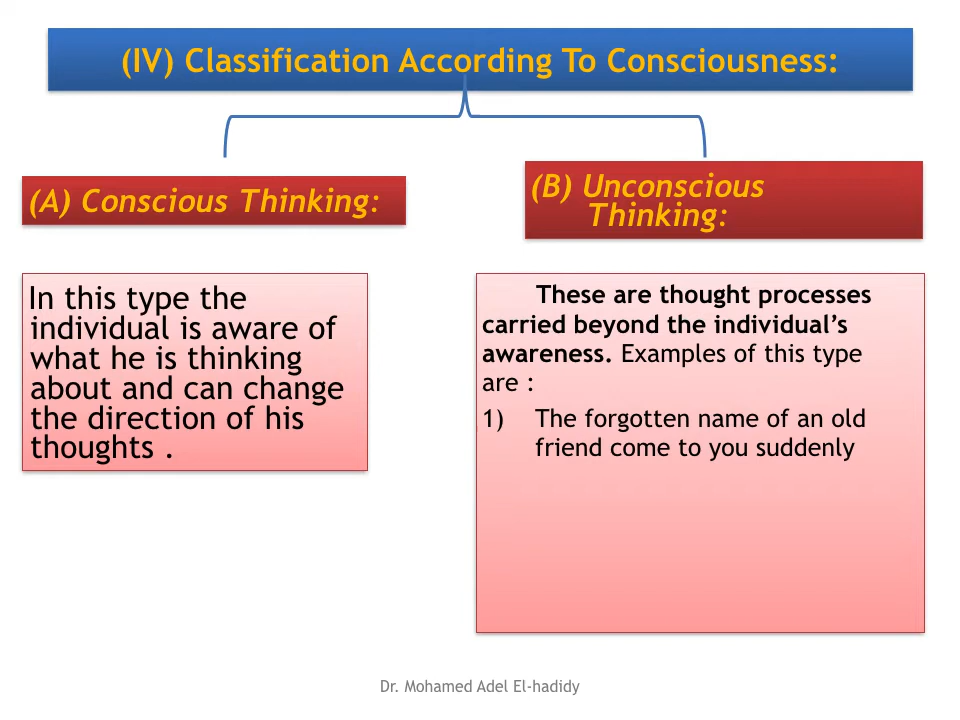 (IV) Classification According To Consciousness:
(A) Conscious Thinking:
In this type the
individual is aware of
what he is thinking
about and can change
the direction of his
thoughts .
(B) Unconscious
Thinking:
These are thought processes
carried beyond the individual’s
awareness. Examples of this type
are :
1) The forgotten name of an old
friend come to you suddenly
Dr. Mohamed Adel El-hadidy